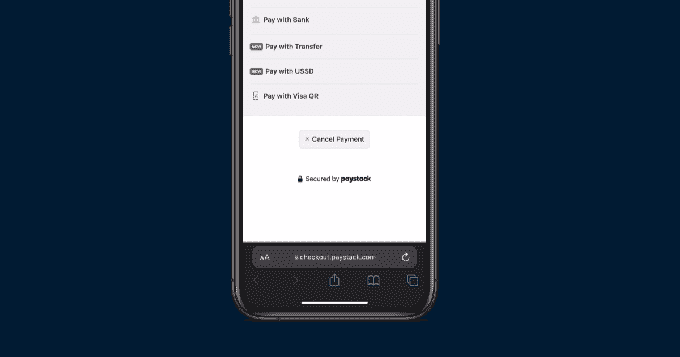 Pay with Bank
NEW Pay with Transfer
NEW Pay with USSD
Pay with Visa QR
× Cancel Payment
Secured by paystack
AA checkout.paystack.com